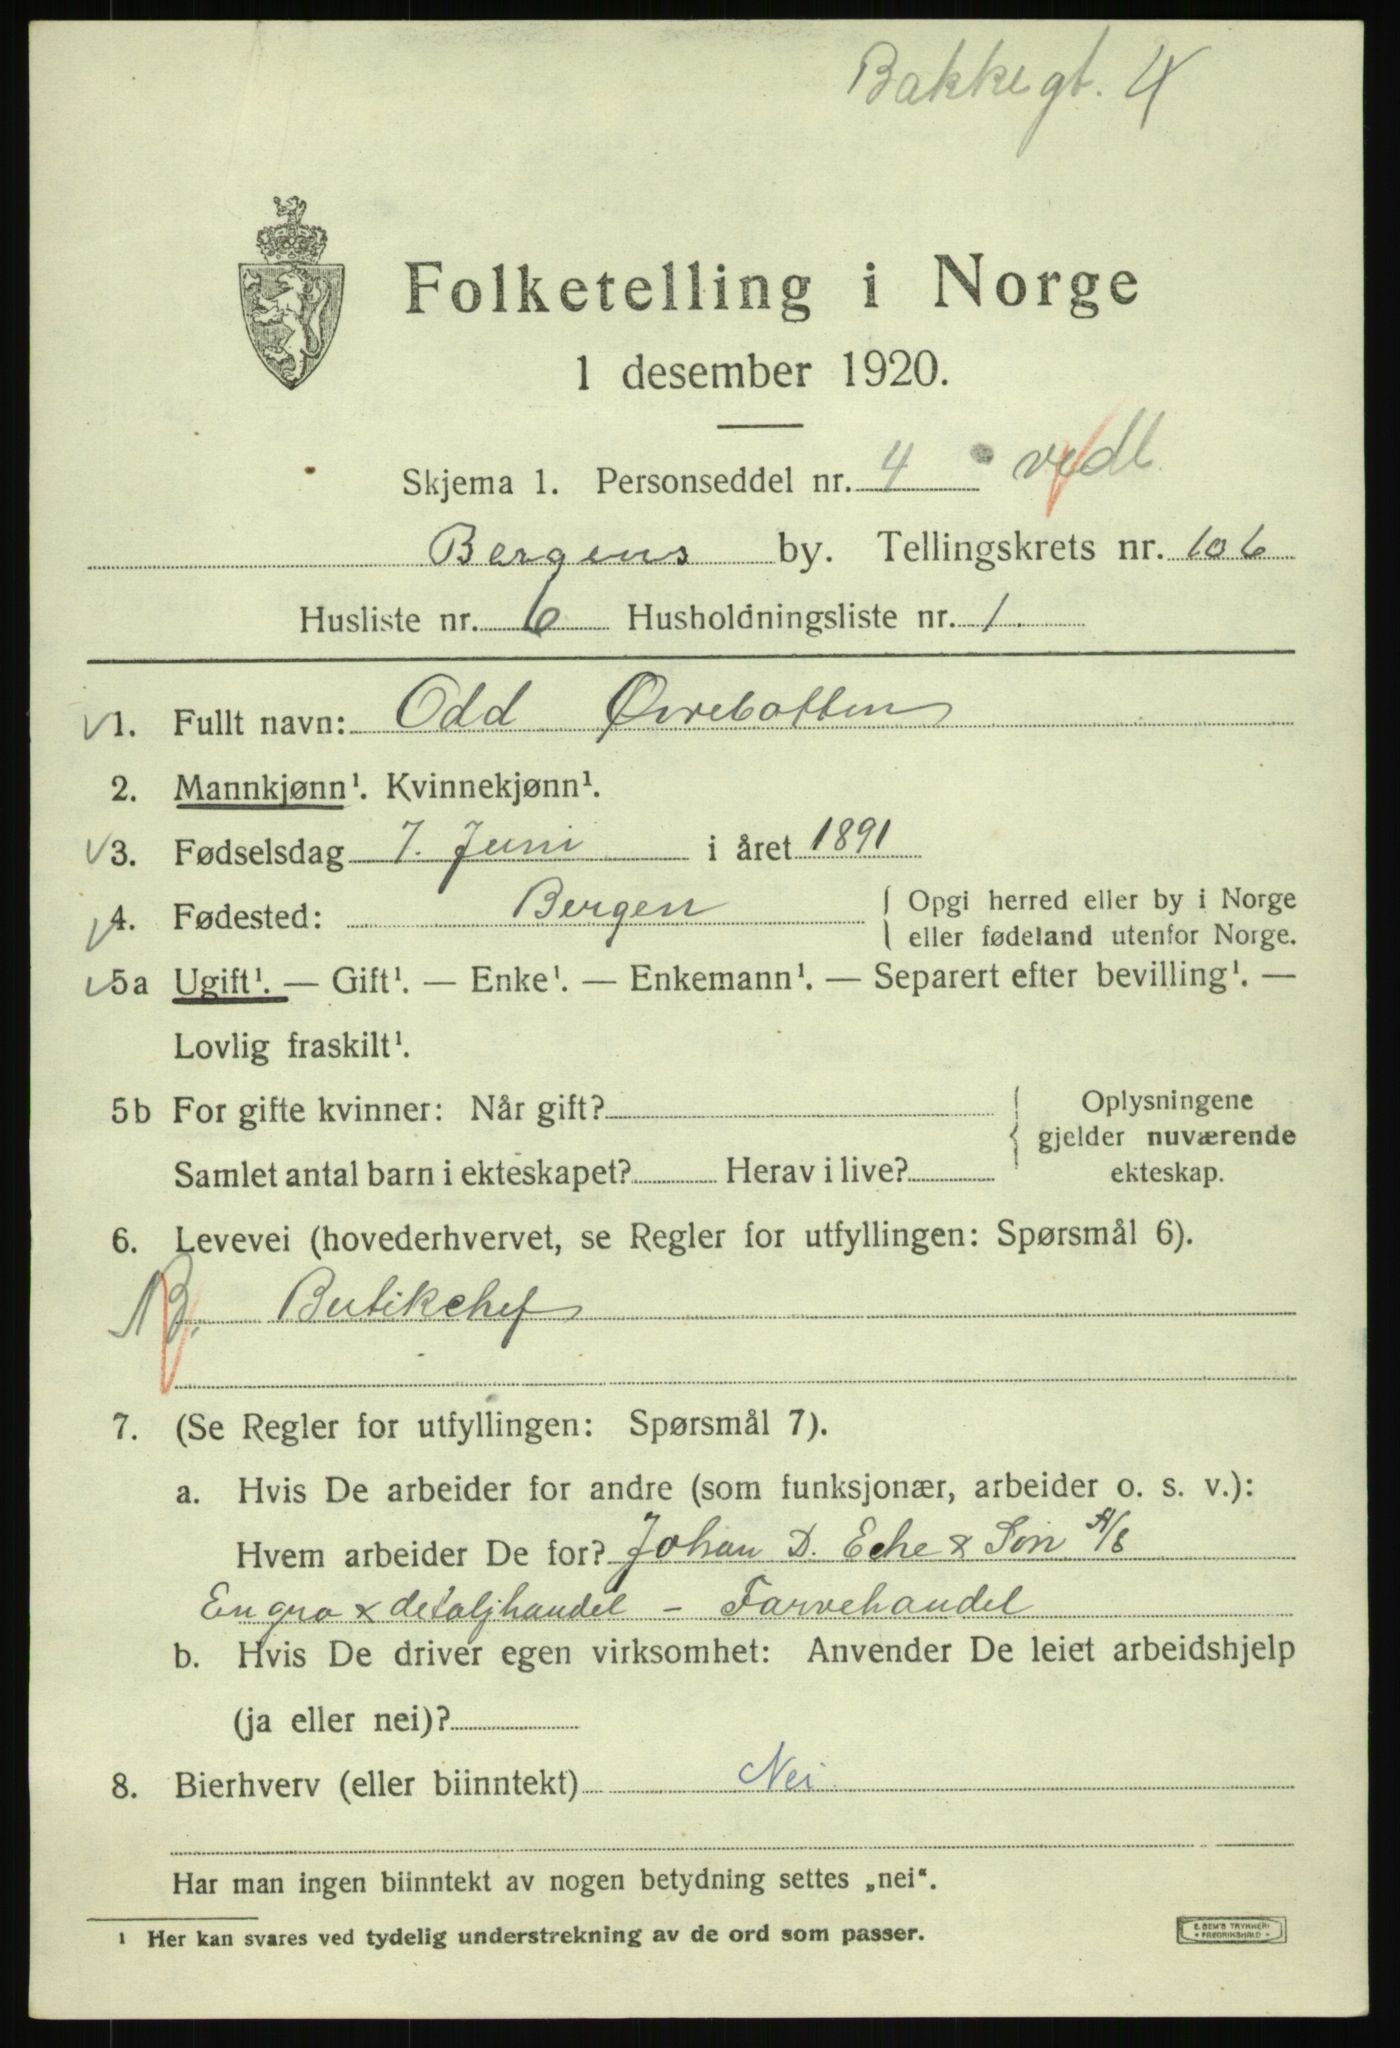 Bakkegt. 4
Folketelling i Norge
1 desember 1920.
Skjema 1. Personseddel nr. 4 vedl
Bergens by. Tellingskrets nr. 106
Husliste nr. 6 Husholdningsliste nr. 1.
1. Fullt navn: Odd Øvrebotten
2. Mannkjønn¹. Kvinnekjønn¹.
3. Fødselsdag 7. Juni i året 1891
4. Fødested: Bergen { Opgi herred eller by i Norge
eller fødeland utenfor Norge.
5a Ugift¹. — Gift¹. — Enke¹. — Enkemann¹. — Separert efter bevilling¹. —
Lovlig fraskilt¹.
5b For gifte kvinner: Når gift? { Oplysningene
gjelder nuværende
Samlet antal barn i ekteskapet? Herav i live? ekteskap.
6. Levevei (hovederhvervet, se Regler for utfyllingen: Spørsmål 6).
Butikchef
7. (Se Regler for utfyllingen: Spørsmål 7).
a. Hvis De arbeider for andre (som funksjonær, arbeider o. s. v.):
Hvem arbeider De for? Johan D. Eche & Søn A/S
En gro & detaljhandel - Farvehandel
b. Hvis De driver egen virksomhet: Anvender De leiet arbeidshjelp
(ja eller nei)?
8. Bierhverv (eller biinntekt) Nei
Har man ingen biinntekt av nogen betydning settes „nei“.
¹ Her kan svares ved tydelig understrekning av de ord som passer.
E. SEM'S TRYKKERI
FREDRIKSHALD